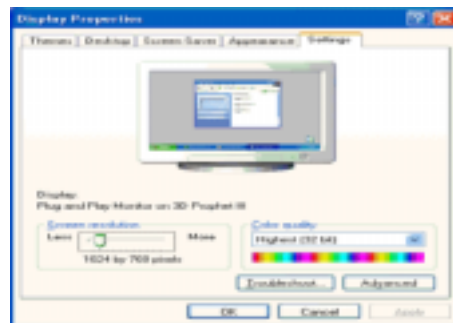 Display Properties
Themes Desktop Screen Saver Appearance Settings
Display:
Plug and Play Monitor on 3D Prophet III
Screen resolution
Less More
1024 by 768 pixels
Color quality
Highest (32 bit)
Troubleshoot... Advanced
OK Cancel Apply